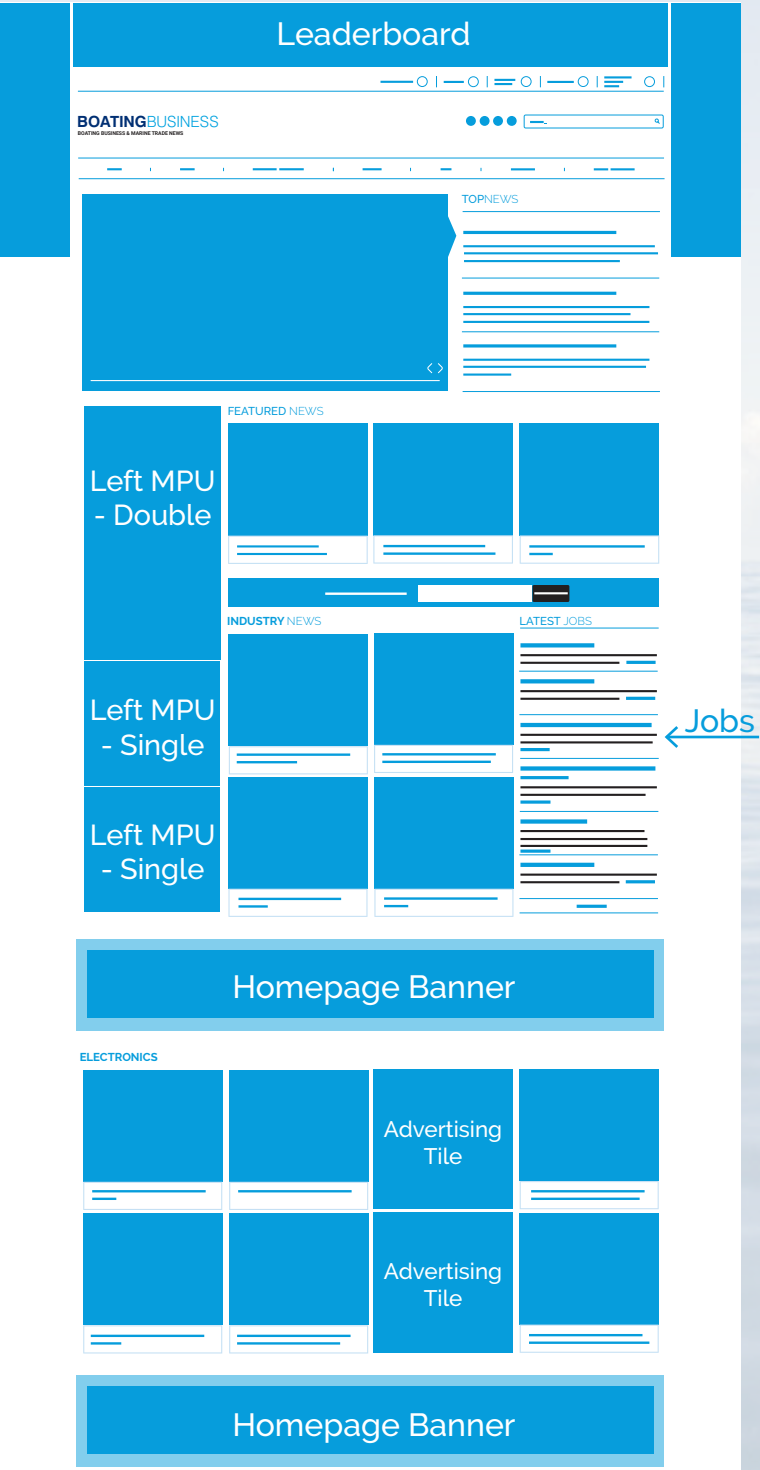 Leaderboard
BOATINGBUSINESS
BOATING BUSINESS & MARINE TRADE NEWS
TOPNEWS
FEATURED NEWS
Left MPU
- Double
INDUSTRY NEWS
LATEST JOBS
Left MPU
- Single
Jobs
Left MPU
- Single
Homepage Banner
ELECTRONICS
Advertising
Tile
Advertising
Tile
Homepage Banner